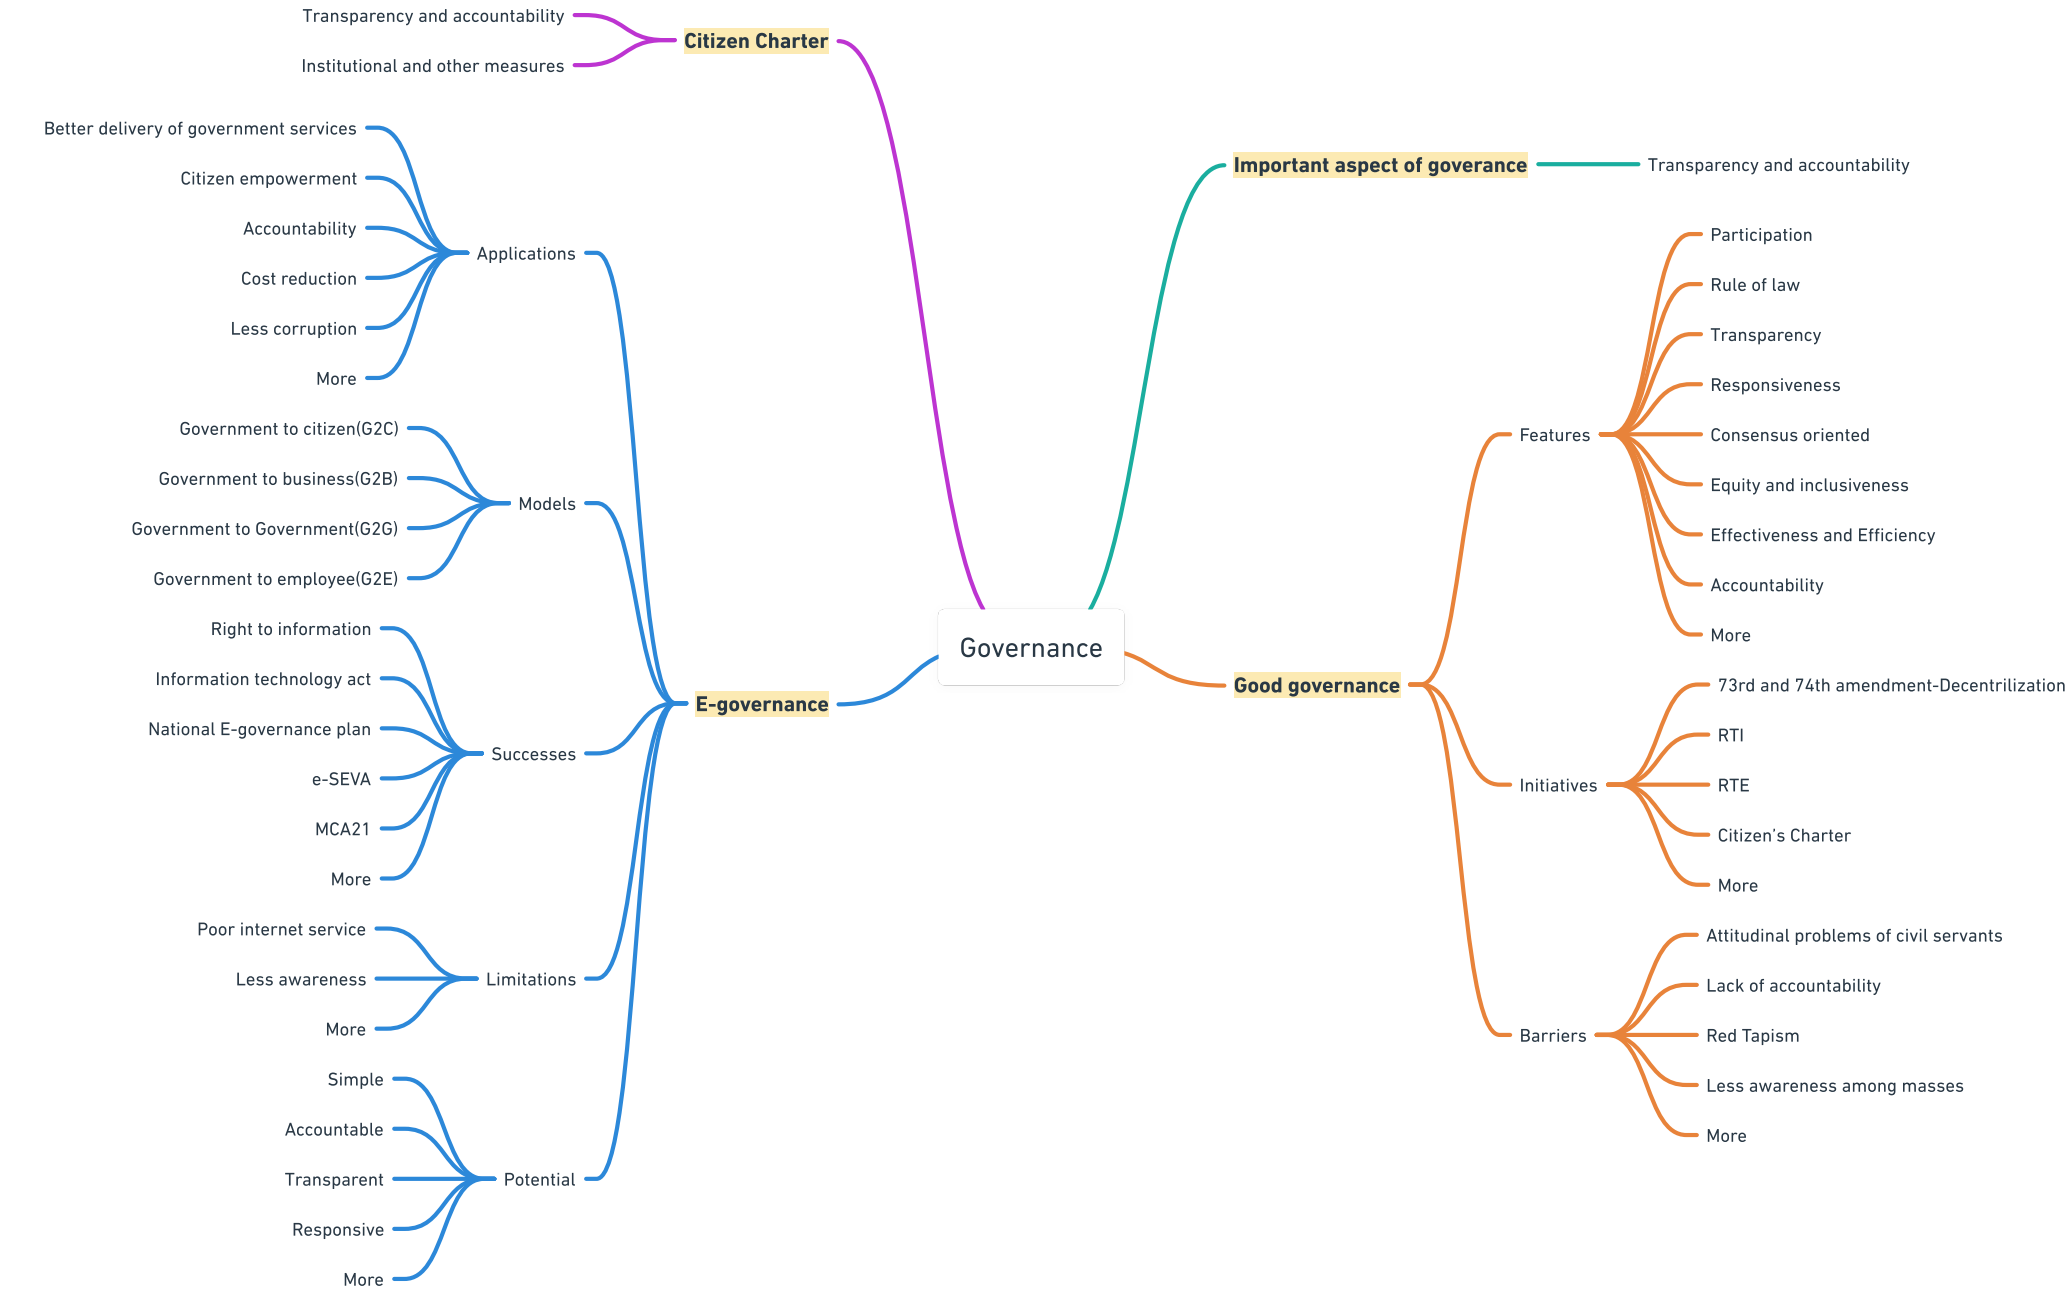 Governance
Citizen Charter
Transparency and accountability
Institutional and other measures
E-governance
Applications
Better delivery of government services
Citizen empowerment
Accountability
Cost reduction
Less corruption
More
Models
Government to citizen(G2C)
Government to business(G2B)
Government to Government(G2G)
Government to employee(G2E)
Successes
Right to information
Information technology act
National E-governance plan
e-SEVA
MCA21
More
Limitations
Poor internet service
Less awareness
More
Potential
Simple
Accountable
Transparent
Responsive
More
Important aspect of goverance
Transparency and accountability
Good governance
Features
Participation
Rule of law
Transparency
Responsiveness
Consensus oriented
Equity and inclusiveness
Effectiveness and Efficiency
Accountability
More
Initiatives
73rd and 74th amendment-Decentrilization
RTI
RTE
Citizen’s Charter
More
Barriers
Attitudinal problems of civil servants
Lack of accountability
Red Tapism
Less awareness among masses
More